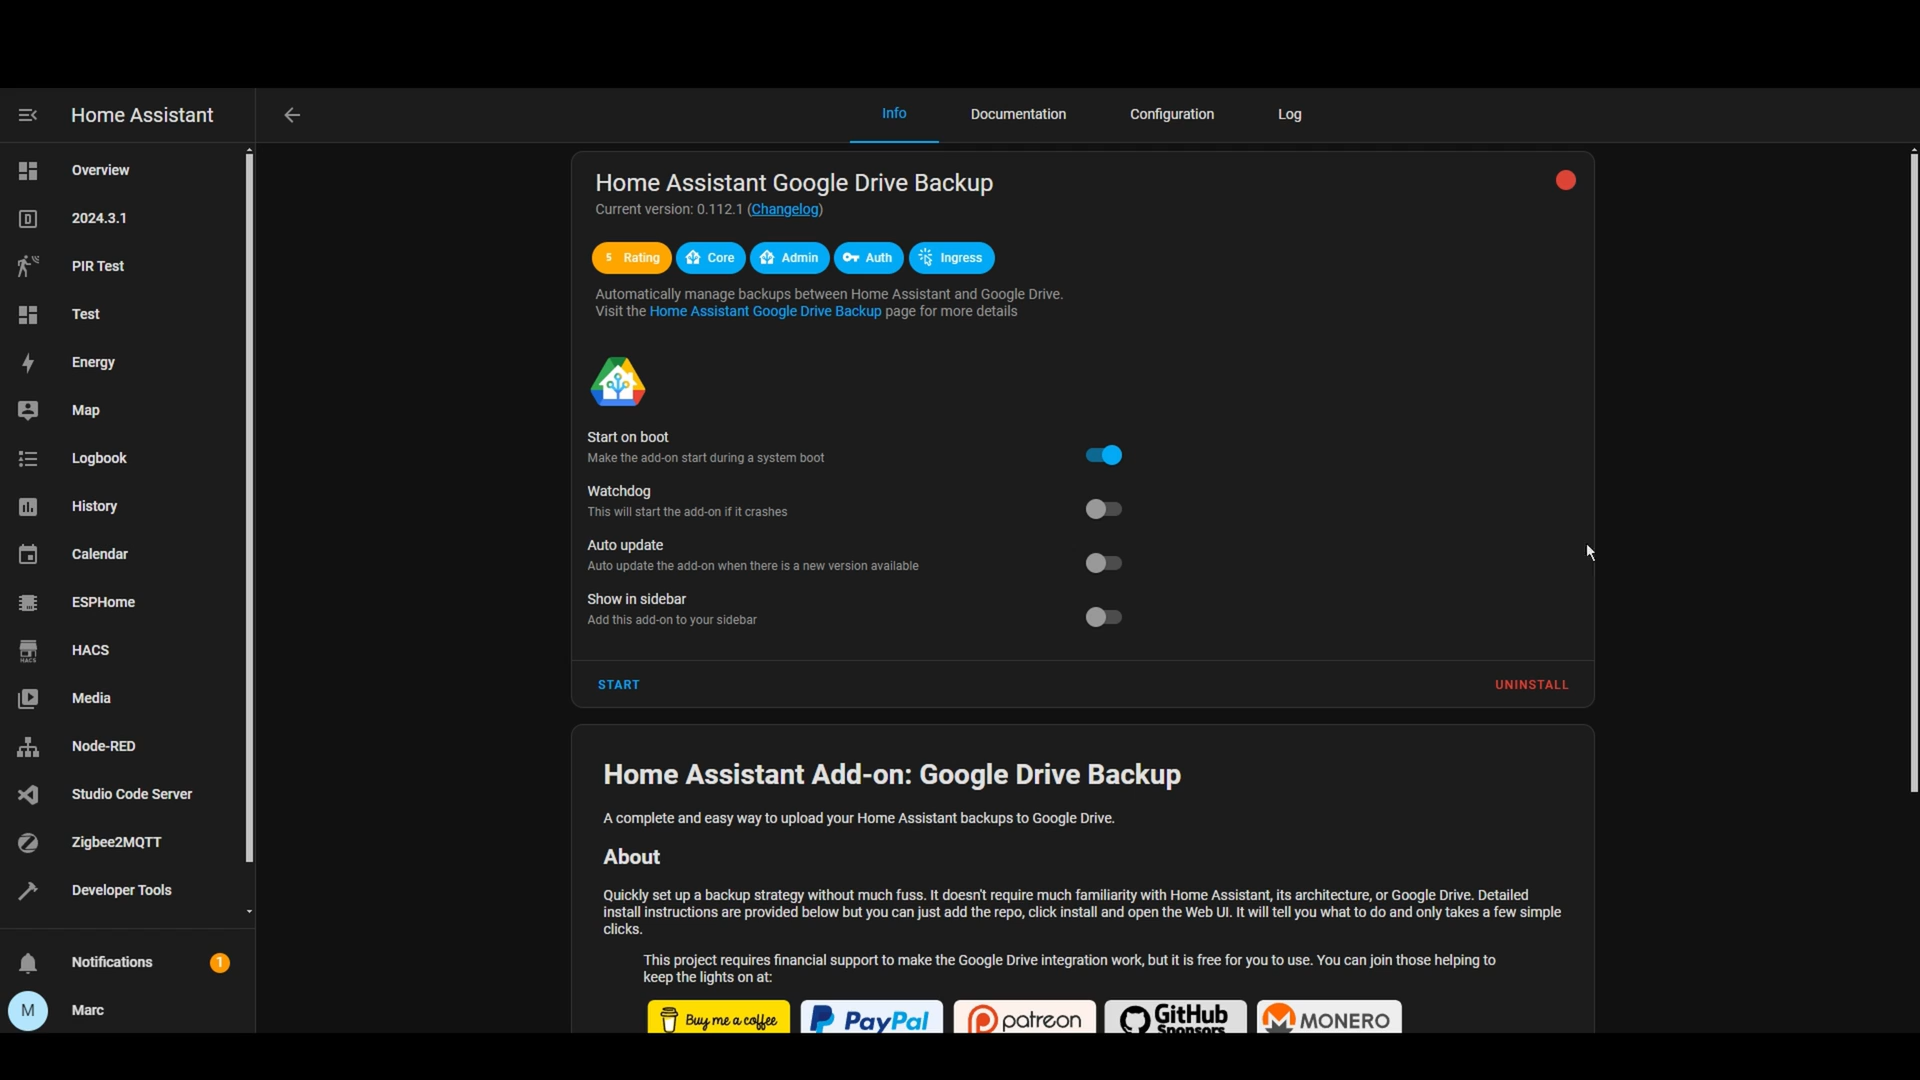 Home Assistant
Info
Documentation
Configuration
Log
Overview
2024.3.1
PIR Test
Test
Energy
Map
Logbook
History
Calendar
ESPHome
HACS
HACS
Media
Node-RED
Studio Code Server
Zigbee2MQTT
Developer Tools
Notifications 1
M Marc
Home Assistant Google Drive Backup
Current version: 0.112.1 (Changelog)
5 Rating
Core
Admin
Auth
Ingress
Automatically manage backups between Home Assistant and Google Drive.
Visit the Home Assistant Google Drive Backup page for more details
Start on boot
Make the add-on start during a system boot
Watchdog
This will start the add-on if it crashes
Auto update
Auto update the add-on when there is a new version available
Show in sidebar
Add this add-on to your sidebar
START
UNINSTALL
Home Assistant Add-on: Google Drive Backup
A complete and easy way to upload your Home Assistant backups to Google Drive.
About
Quickly set up a backup strategy without much fuss. It doesn't require much familiarity with Home Assistant, its architecture, or Google Drive. Detailed
install instructions are provided below but you can just add the repo, click install and open the Web UI. It will tell you what to do and only takes a few simple
clicks.
This project requires financial support to make the Google Drive integration work, but it is free for you to use. You can join those helping to
keep the lights on at:
Buy me a coffee
PayPal
patreon
GitHub
Sponsors
MONERO